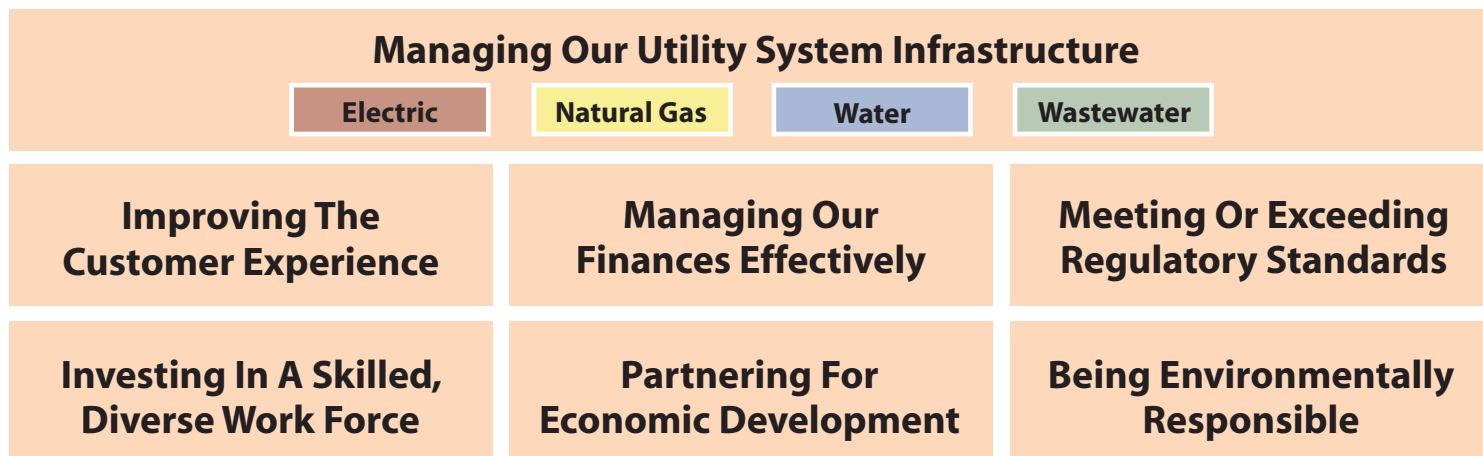 Managing Our Utility System Infrastructure
Electric
Natural Gas
Water
Wastewater
Improving The
Customer Experience
Managing Our
Finances Effectively
Meeting Or Exceeding
Regulatory Standards
Investing In A Skilled,
Diverse Work Force
Partnering For
Economic Development
Being Environmentally
Responsible